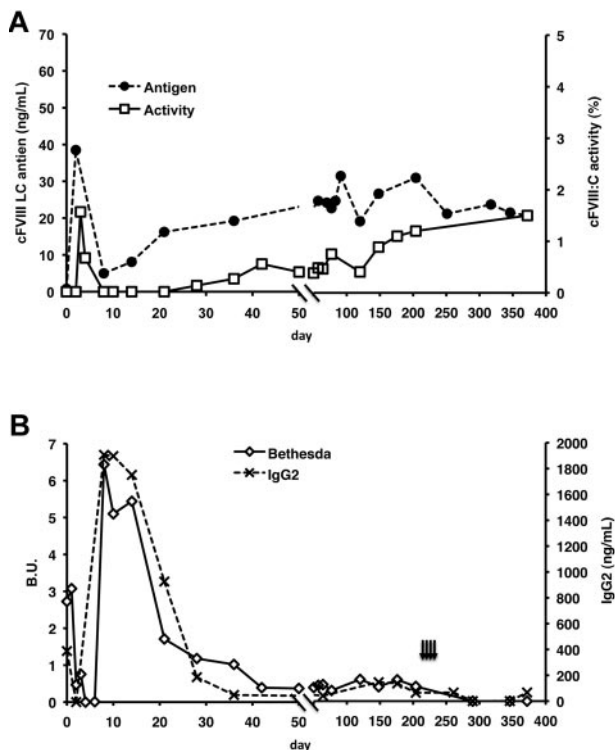 A
70
60
50
40
30
20
10
0
cFVIII LC antien (ng/mL)
Antigen
Activity
5
4
3
2
1
0
cFVIII:C activity (%)
0 10 20 30 40 50 100 150 200 250 300 350 400
day
B
7
6
5
4
3
2
1
0
B.U.
Bethesda
IgG2
2000
1800
1600
1400
1200
1000
800
600
400
200
0
IgG2 (ng/mL)
0 10 20 30 40 50 100 150 200 250 300 350 400
day